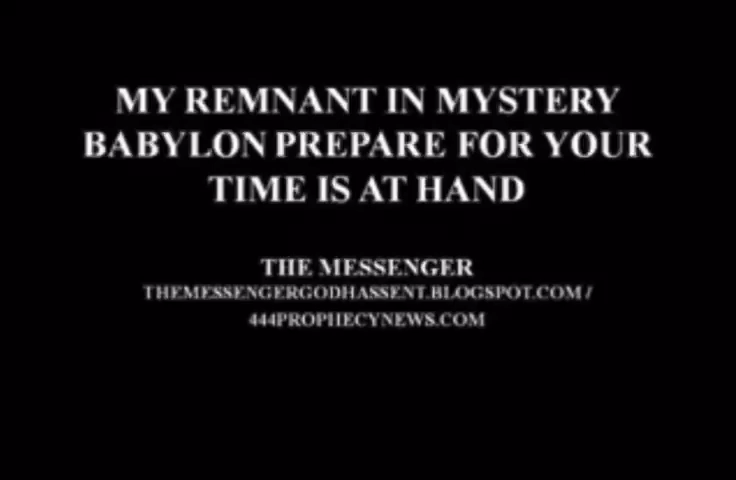 MY REMNANT IN MYSTERY
BABYLON PREPARE FOR YOUR
TIME IS AT HAND
THE MESSENGER
THEMESSENGERGODHASSENT.BLOGSPOT.COM /
444PROPHECYNEWS.COM